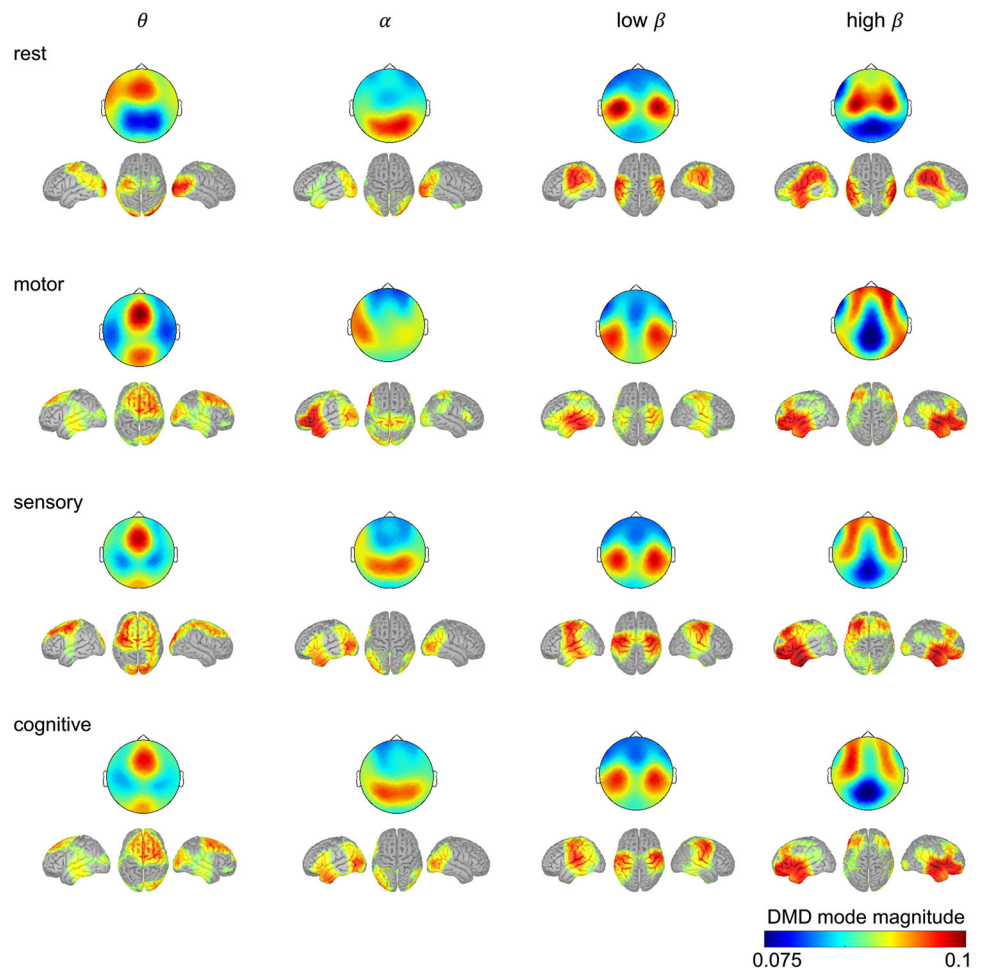 θ α low β high β
rest
motor
sensory
cognitive
DMD mode magnitude
0.075 0.1